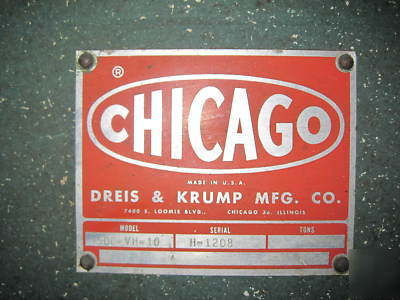 ®
CHICAGO
MADE IN U.S.A.
DREIS & KRUMP MFG. CO.
7400 S. LOOMIS BLVD., CHICAGO 36, ILLINOIS
MODEL SERIAL TONS
H-1208